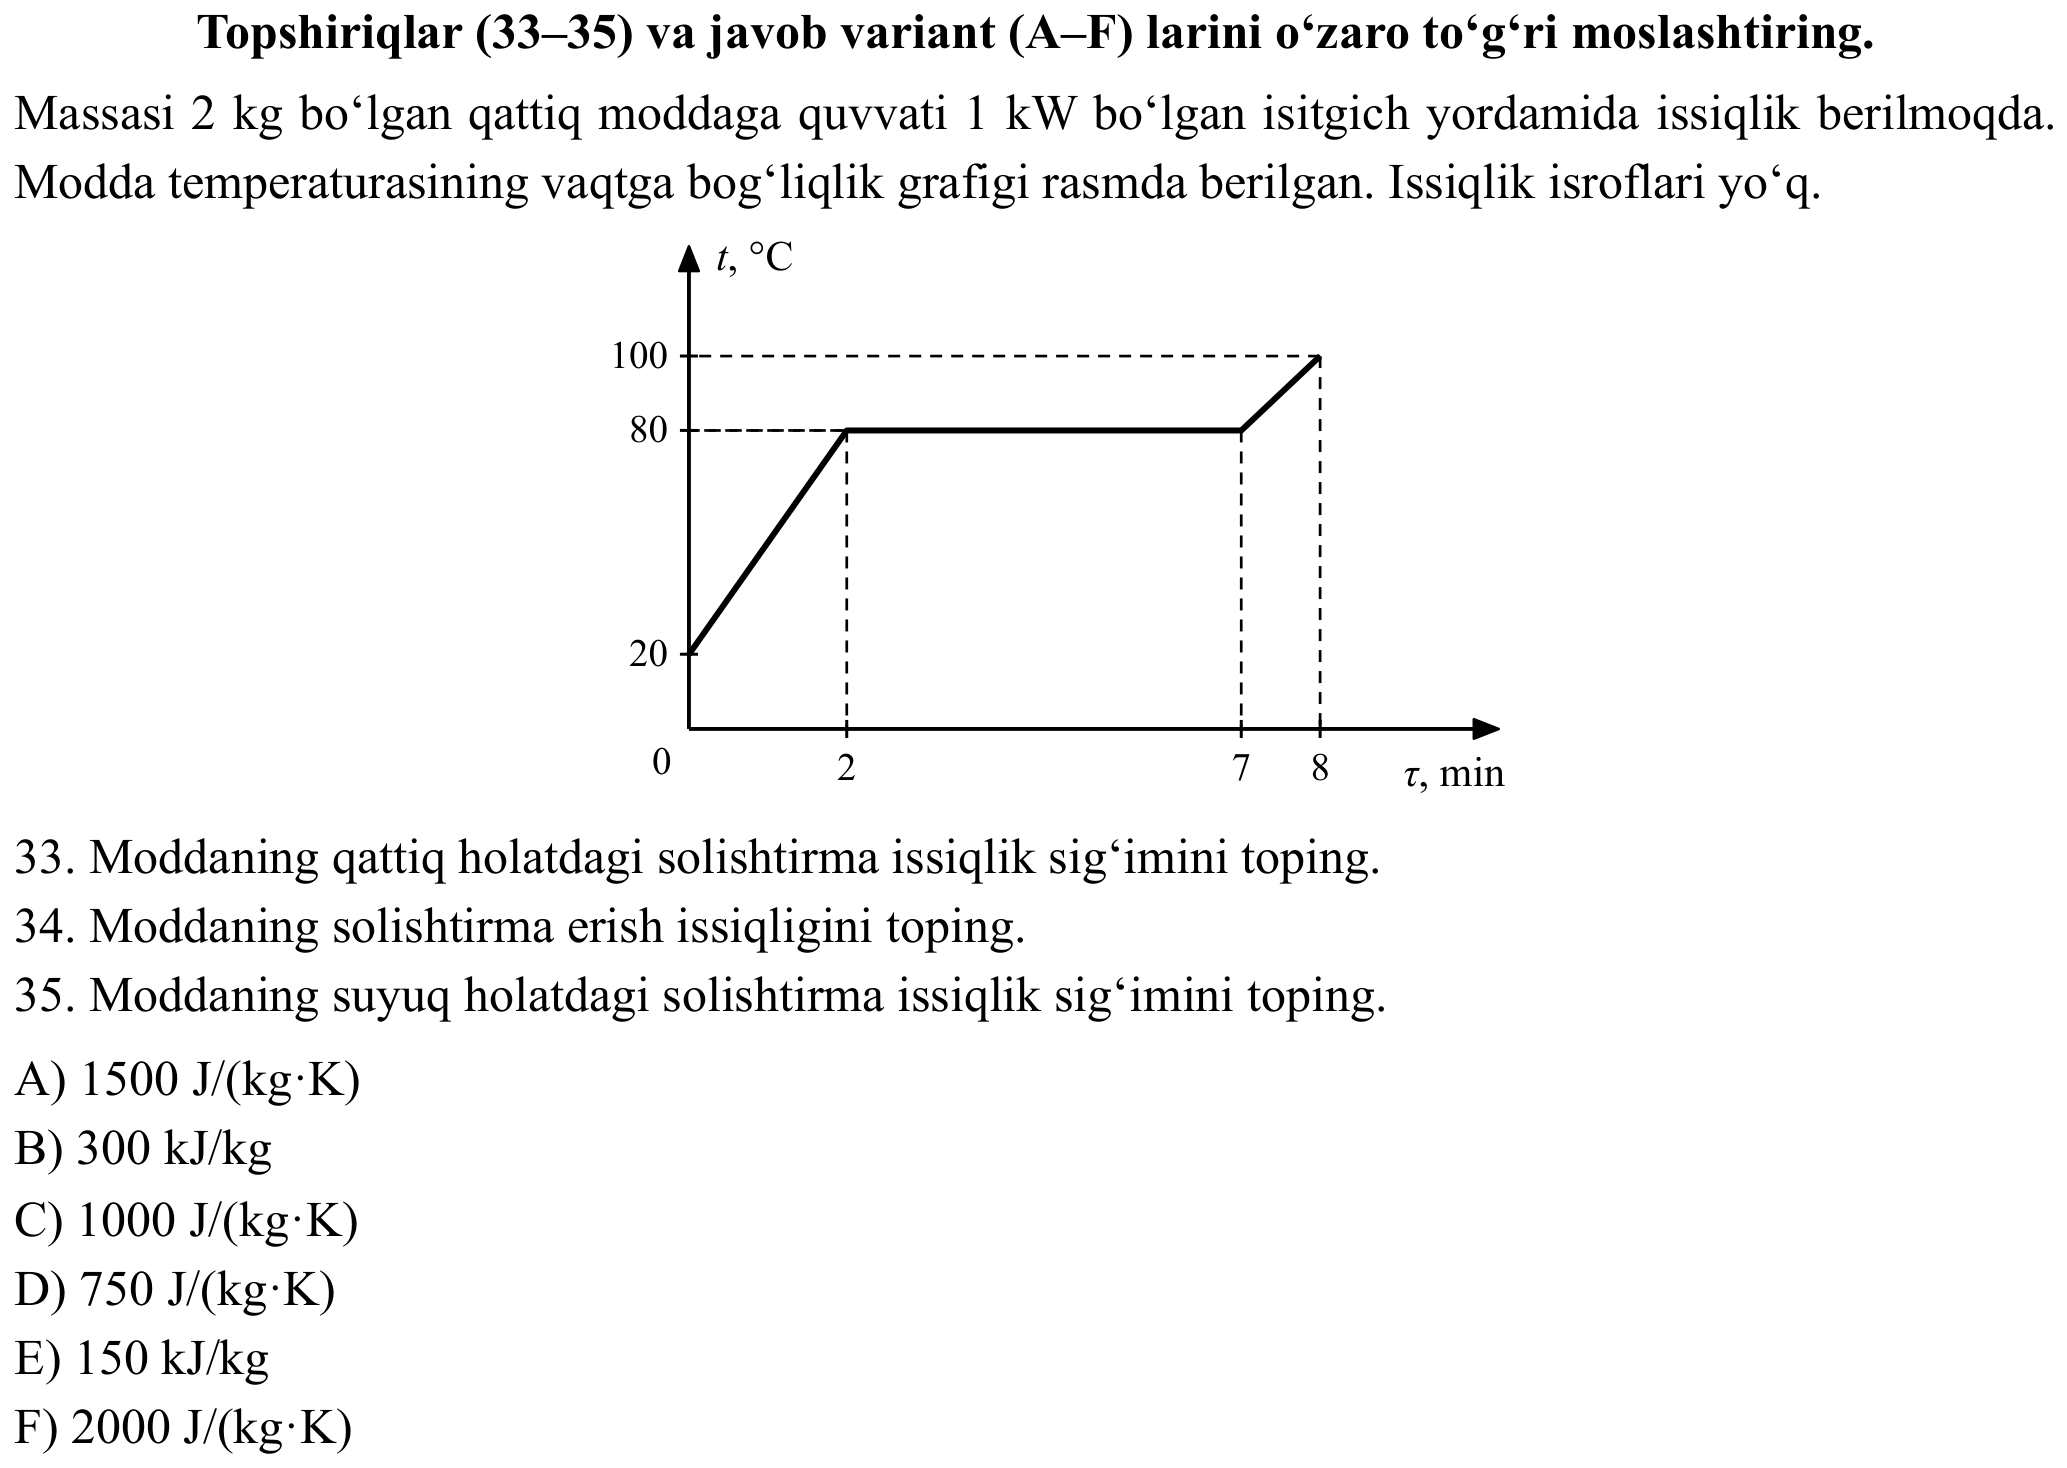 Topshiriqlar (33–35) va javob variant (A–F) larini o‘zaro to‘g‘ri moslashtiring.
Massasi 2 kg bo‘lgan qattiq moddaga quvvati 1 kW bo‘lgan isitgich yordamida issiqlik berilmoqda.
Modda temperaturasining vaqtga bog‘liqlik grafigi rasmda berilgan. Issiqlik isroflari yo‘q.
t, °C
100
80
20
0
2
7
8
τ, min
33. Moddaning qattiq holatdagi solishtirma issiqlik sig‘imini toping.
34. Moddaning solishtirma erish issiqligini toping.
35. Moddaning suyuq holatdagi solishtirma issiqlik sig‘imini toping.
A) 1500 J/(kg·K)
B) 300 kJ/kg
C) 1000 J/(kg·K)
D) 750 J/(kg·K)
E) 150 kJ/kg
F) 2000 J/(kg·K)